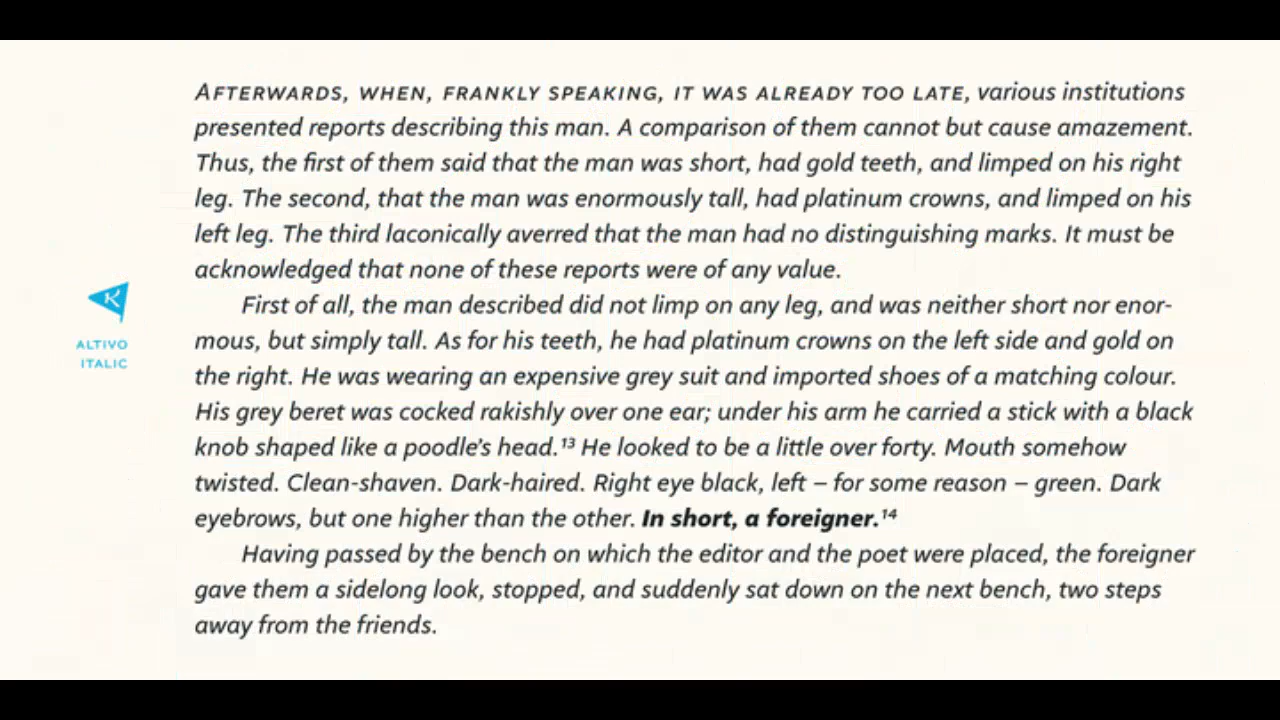 AFTERWARDS, WHEN, FRANKLY SPEAKING, IT WAS ALREADY TOO LATE, various institutions
presented reports describing this man. A comparison of them cannot but cause amazement.
Thus, the first of them said that the man was short, had gold teeth, and limped on his right
leg. The second, that the man was enormously tall, had platinum crowns, and limped on his
left leg. The third laconically averred that the man had no distinguishing marks. It must be
acknowledged that none of these reports were of any value.
First of all, the man described did not limp on any leg, and was neither short nor enor-
mous, but simply tall. As for his teeth, he had platinum crowns on the left side and gold on
the right. He was wearing an expensive grey suit and imported shoes of a matching colour.
His grey beret was cocked rakishly over one ear; under his arm he carried a stick with a black
knob shaped like a poodle’s head.¹³ He looked to be a little over forty. Mouth somehow
twisted. Clean-shaven. Dark-haired. Right eye black, left – for some reason – green. Dark
eyebrows, but one higher than the other. In short, a foreigner.¹⁴
Having passed by the bench on which the editor and the poet were placed, the foreigner
gave them a sidelong look, stopped, and suddenly sat down on the next bench, two steps
away from the friends.
K
ALTIVO
ITALIC